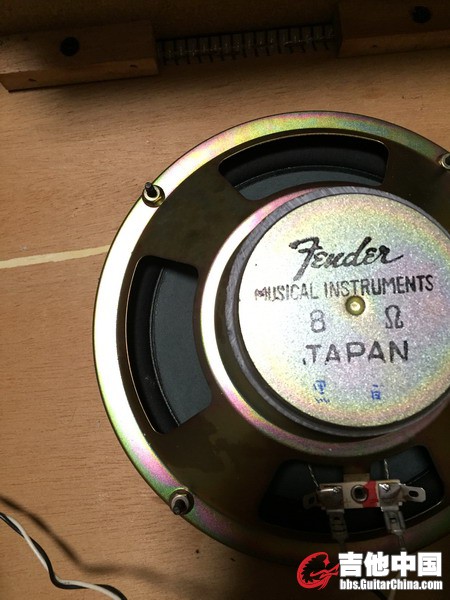 Fender
MUSICAL INSTRUMENTS
8 Ω
JAPAN
吉他中国
bbs.GuitarChina.com